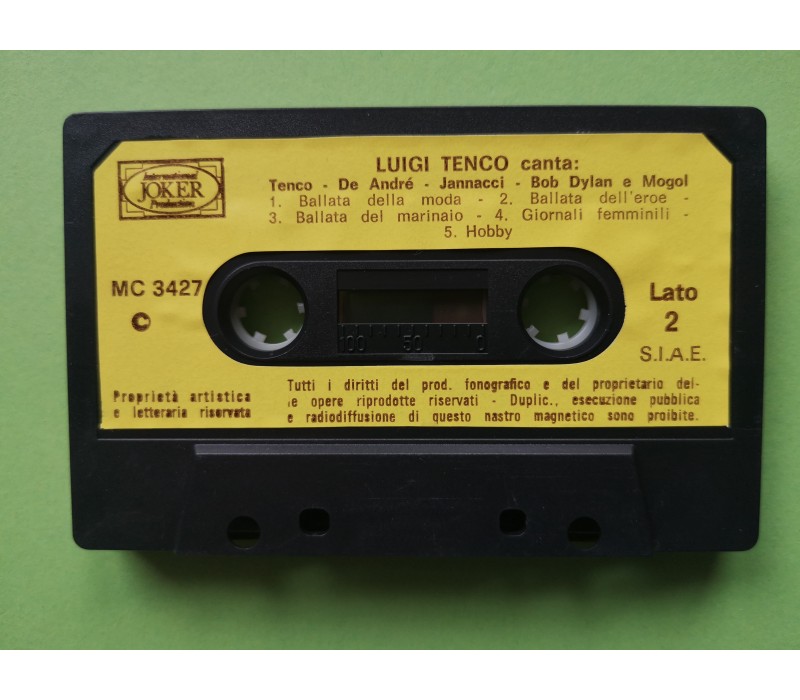 International
JOKER
Production
LUIGI TENCO canta:
Tenco - De André - Jannacci - Bob Dylan e Mogol
1. Ballata della moda - 2. Ballata dell'eroe -
3. Ballata del marinaio - 4. Giornali femminili -
5. Hobby
MC 3427
C
Lato
2
S.I.A.E.
100 50 0
Proprietà artistica
e letteraria riservata
Tutti i diritti del prod. fonografico e del proprietario del-
le opere riprodotte riservati - Duplic., esecuzione pubblica
e radiodiffusione di questo nastro magnetico sono proibite.